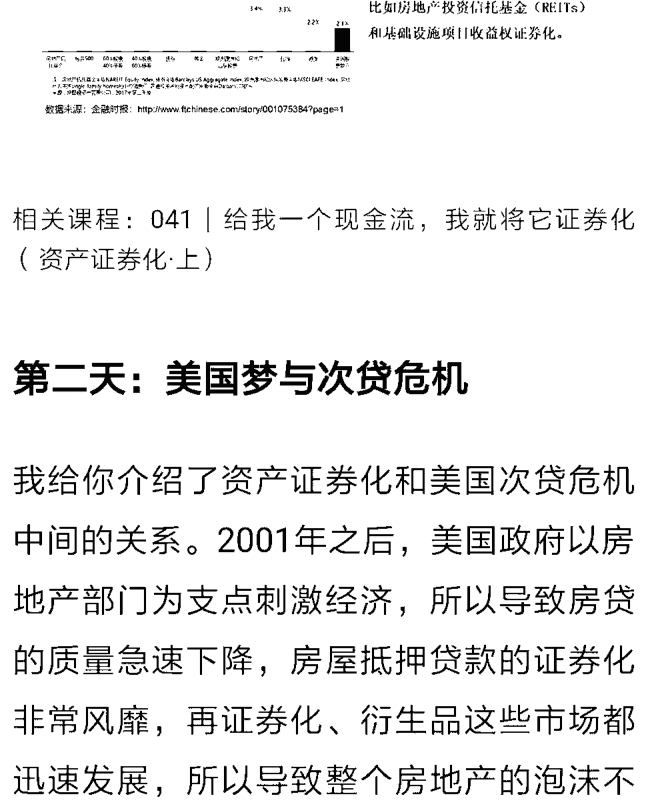 3.4% 3.3%
2.2% 2.1%
比如房地产投资信托基金（REITs）
和基础设施项目收益权证券化。
数据来源：金融时报：http://www.ftchinese.com/story/001075384?page=1
相关课程：041｜给我一个现金流，我就将它证券化
（资产证券化·上）
第二天：美国梦与次贷危机
我给你介绍了资产证券化和美国次贷危机
中间的关系。2001年之后，美国政府以房
地产部门为支点刺激经济，所以导致房贷
的质量急速下降，房屋抵押贷款的证券化
非常风靡，再证券化、衍生品这些市场都
迅速发展，所以导致整个房地产的泡沫不